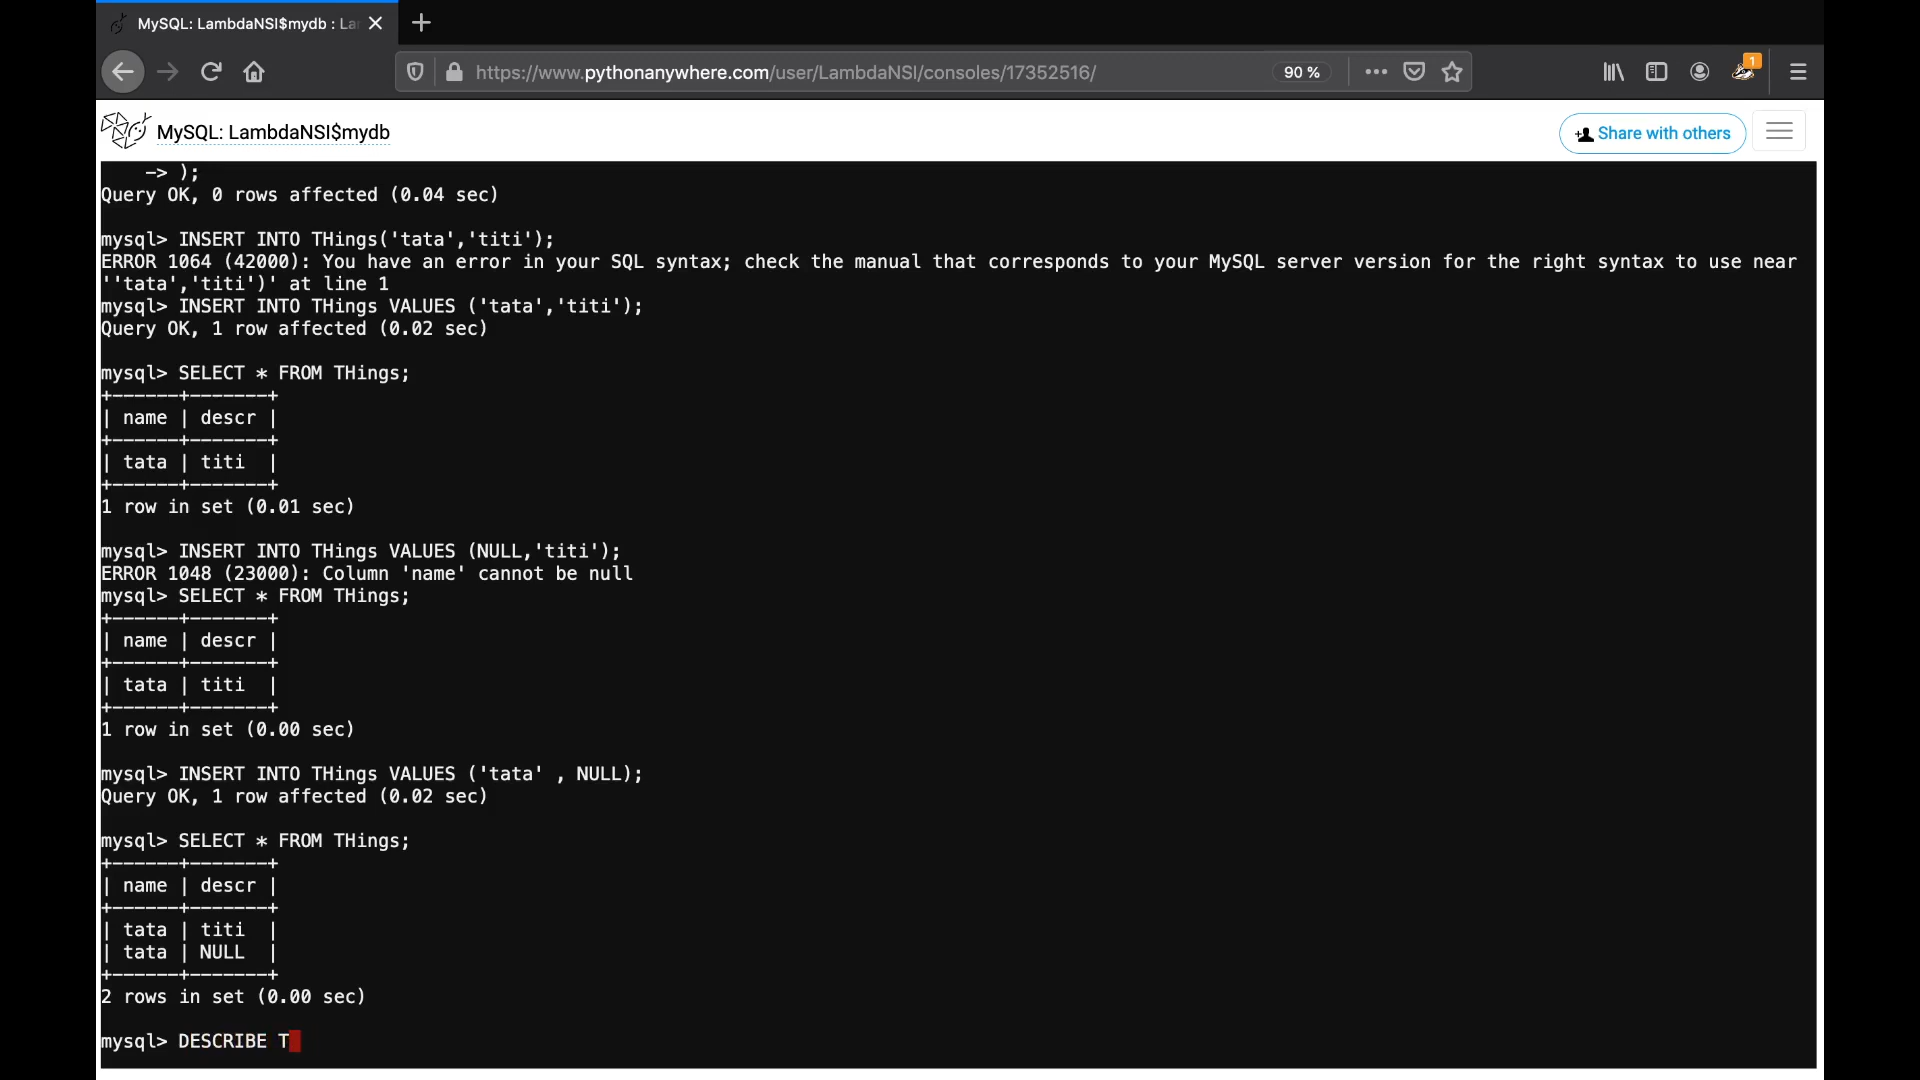 MySQL: LambdaNSI$mydb : La
https://www.pythonanywhere.com/user/LambdaNSI/consoles/17352516/
90 %
1
MySQL: LambdaNSI$mydb
Share with others
-> );
Query OK, 0 rows affected (0.04 sec)
mysql> INSERT INTO THings('tata','titi');
ERROR 1064 (42000): You have an error in your SQL syntax; check the manual that corresponds to your MySQL server version for the right syntax to use near
''tata','titi')' at line 1
mysql> INSERT INTO THings VALUES ('tata','titi');
Query OK, 1 row affected (0.02 sec)
mysql> SELECT * FROM THings;
+------+-------+
| name | descr |
+------+-------+
| tata | titi  |
+------+-------+
1 row in set (0.01 sec)
mysql> INSERT INTO THings VALUES (NULL,'titi');
ERROR 1048 (23000): Column 'name' cannot be null
mysql> SELECT * FROM THings;
+------+-------+
| name | descr |
+------+-------+
| tata | titi  |
+------+-------+
1 row in set (0.00 sec)
mysql> INSERT INTO THings VALUES ('tata' , NULL);
Query OK, 1 row affected (0.02 sec)
mysql> SELECT * FROM THings;
+------+-------+
| name | descr |
+------+-------+
| tata | titi  |
| tata | NULL  |
+------+-------+
2 rows in set (0.00 sec)
mysql> DESCRIBE T